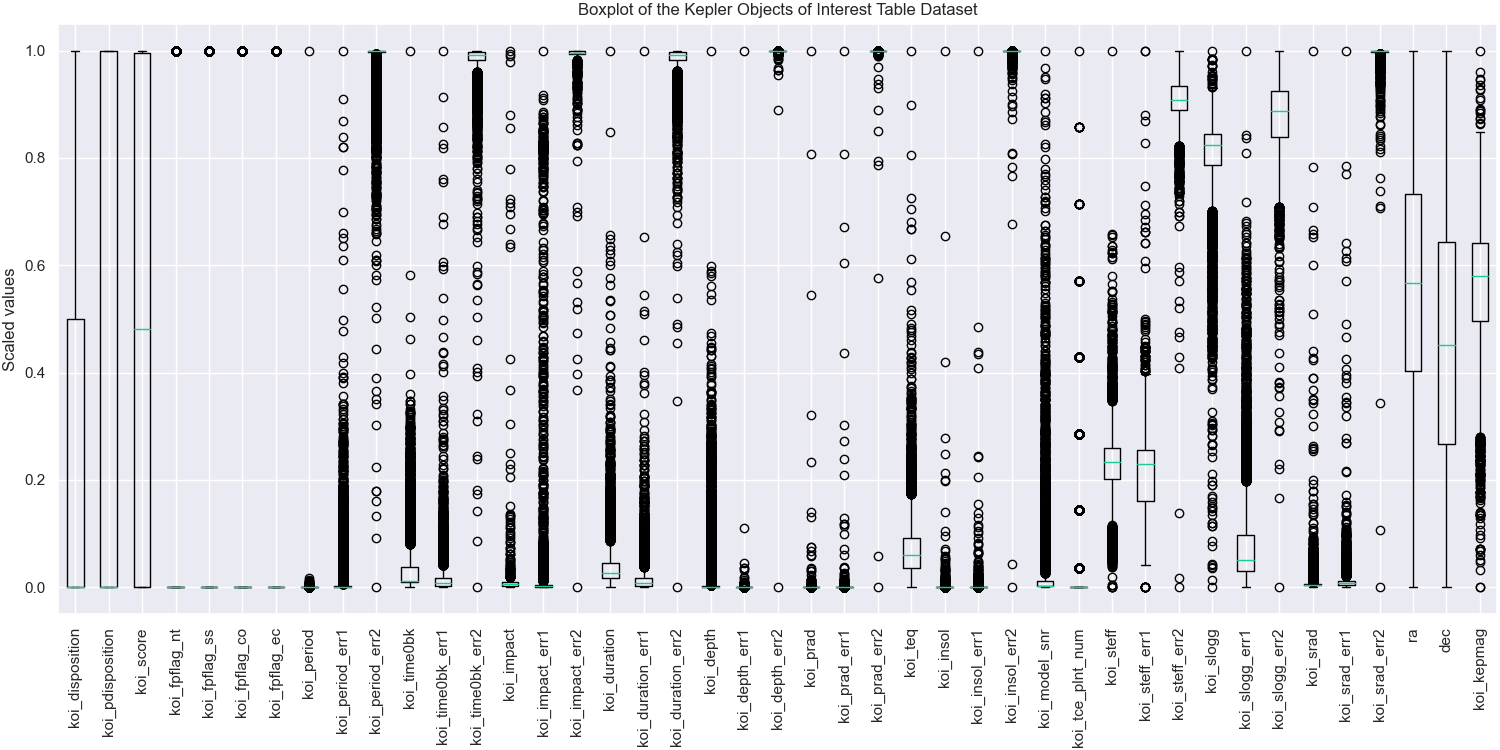 Boxplot of the Kepler Objects of Interest Table Dataset
Scaled values
1.0
0.8
0.6
0.4
0.2
0.0
koi_disposition
koi_pdisposition
koi_score
koi_fpflag_nt
koi_fpflag_ss
koi_fpflag_co
koi_fpflag_ec
koi_period
koi_period_err1
koi_period_err2
koi_time0bk
koi_time0bk_err1
koi_time0bk_err2
koi_impact
koi_impact_err1
koi_impact_err2
koi_duration
koi_duration_err1
koi_duration_err2
koi_depth
koi_depth_err1
koi_depth_err2
koi_prad
koi_prad_err1
koi_prad_err2
koi_teq
koi_insol
koi_insol_err1
koi_insol_err2
koi_model_snr
koi_tce_plnt_num
koi_steff
koi_steff_err1
koi_steff_err2
koi_slogg
koi_slogg_err1
koi_slogg_err2
koi_srad
koi_srad_err1
koi_srad_err2
ra
dec
koi_kepmag